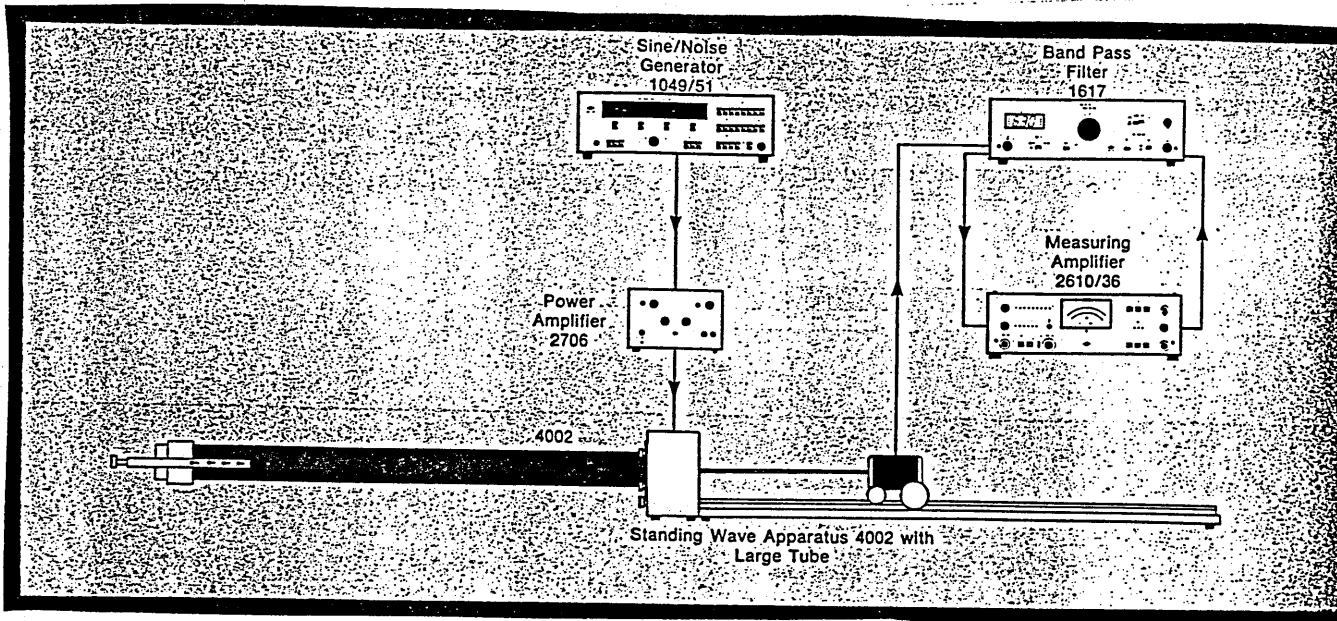 Sine/Noise
Generator
1049/51
Band Pass
Filter
1617
Measuring
Amplifier
2610/36
Power
Amplifier
2706
4002
Standing Wave Apparatus 4002 with
Large Tube